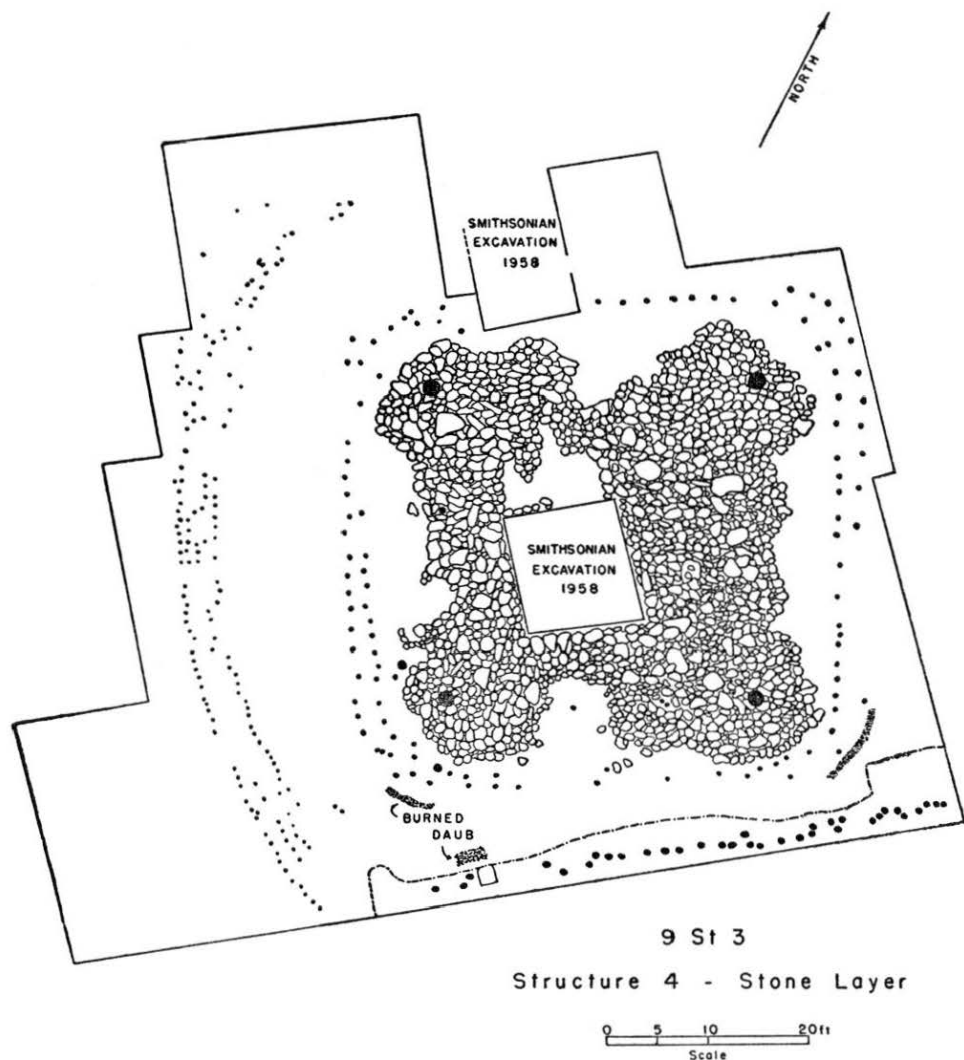 NORTH
SMITHSONIAN
EXCAVATION
1958
SMITHSONIAN
EXCAVATION
1958
BURNED
DAUB
9 St 3
Structure 4 - Stone Layer
0 5 10 20ft
Scale